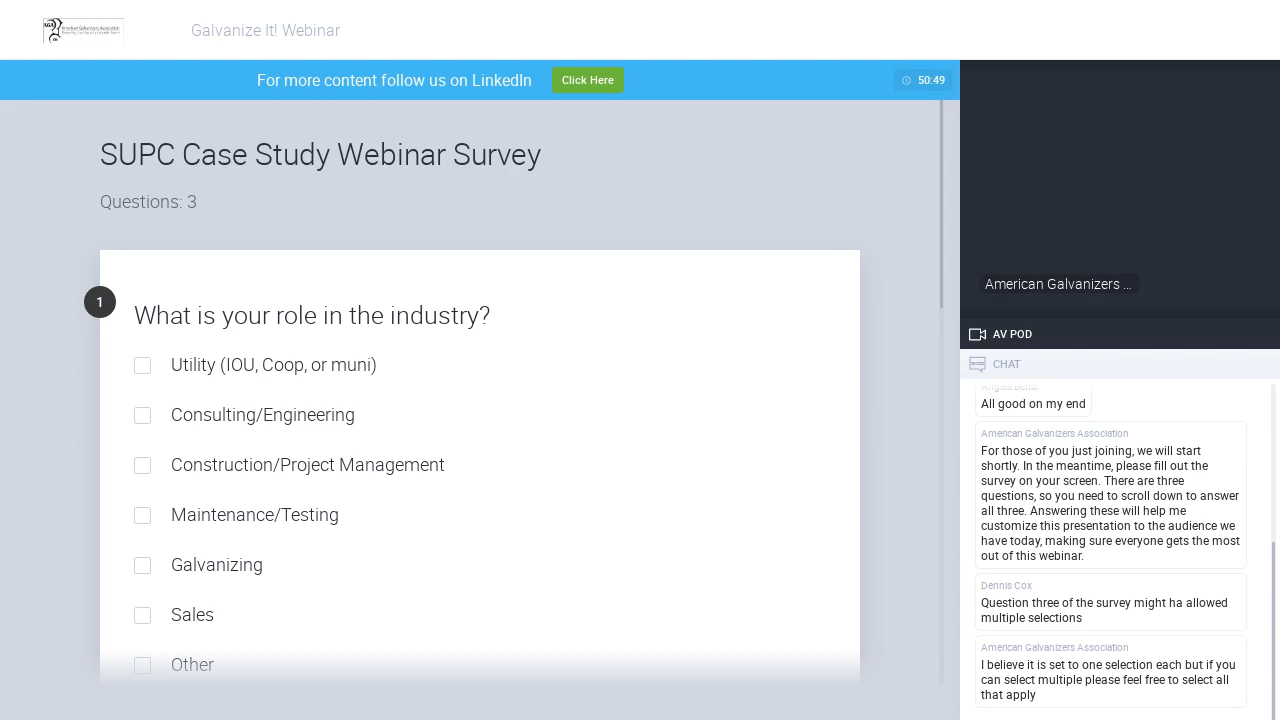 AGA
American Galvanizers Association
Galvanize It! Webinar
For more content follow us on LinkedIn
Click Here
50:49
SUPC Case Study Webinar Survey
Questions: 3
1
What is your role in the industry?
Utility (IOU, Coop, or muni)
Consulting/Engineering
Construction/Project Management
Maintenance/Testing
Galvanizing
Sales
Other
American Galvanizers ...
AV POD
CHAT
Angela Bettis
All good on my end
American Galvanizers Association
For those of you just joining, we will start
shortly. In the meantime, please fill out the
survey on your screen. There are three
questions, so you need to scroll down to answer
all three. Answering these will help me
customize this presentation to the audience we
have today, making sure everyone gets the most
out of this webinar.
Dennis Cox
Question three of the survey might ha allowed
multiple selections
American Galvanizers Association
I believe it is set to one selection each but if you
can select multiple please feel free to select all
that apply